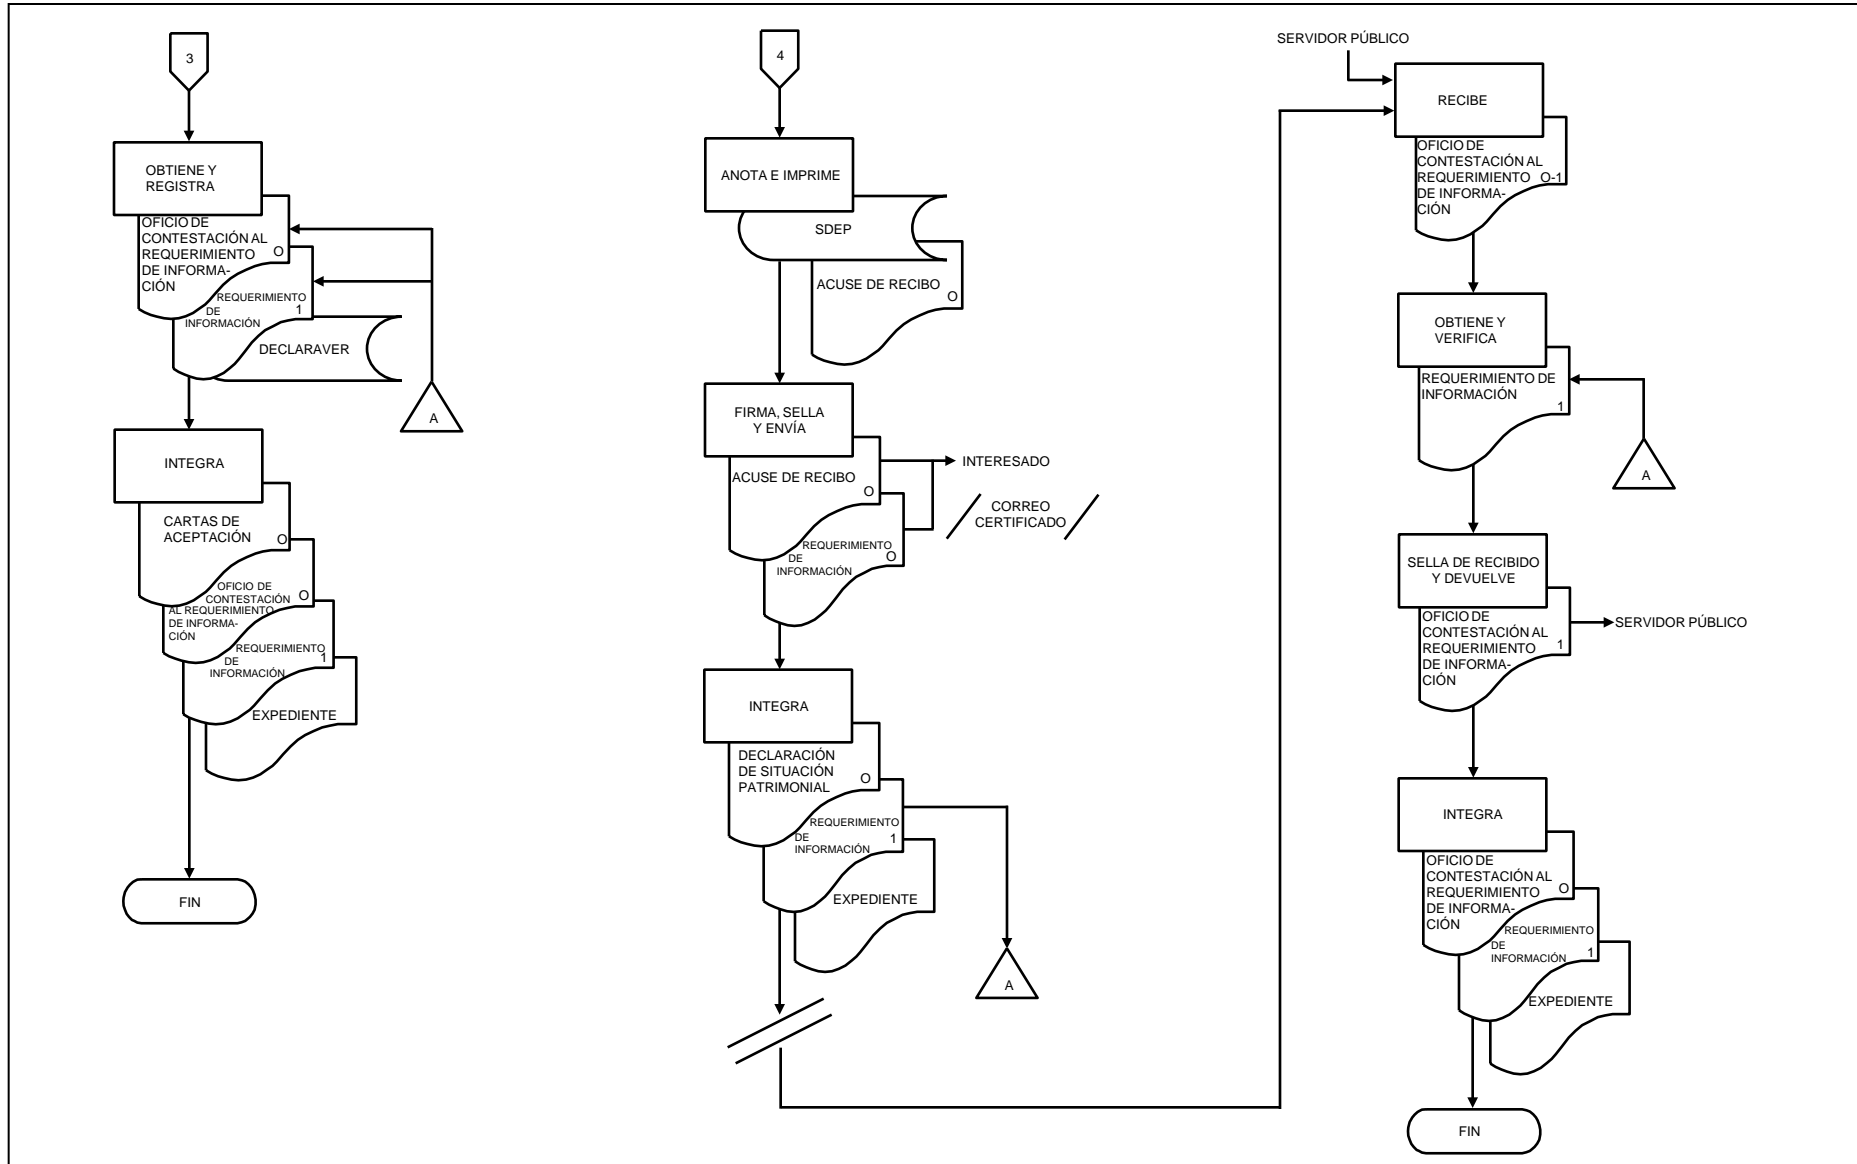 3
OBTIENE Y
REGISTRA
OFICIO DE
CONTESTACIÓN AL
REQUERIMIENTO
DE INFORMA-
CIÓN
O
REQUERIMIENTO
DE
INFORMACIÓN
1
DECLARAVER
A
INTEGRA
CARTAS DE
ACEPTACIÓN
O
OFICIO DE
CONTESTACIÓN
AL REQUERIMIENTO
DE INFORMA-
CIÓN
O
REQUERIMIENTO
DE
INFORMACIÓN
1
EXPEDIENTE
FIN
4
ANOTA E IMPRIME
SDEP
ACUSE DE RECIBO
O
FIRMA, SELLA
Y ENVÍA
ACUSE DE RECIBO
O
INTERESADO
CORREO
CERTIFICADO
REQUERIMIENTO
DE
INFORMACIÓN
O
INTEGRA
DECLARACIÓN
DE SITUACIÓN
PATRIMONIAL
O
REQUERIMIENTO
DE
INFORMACIÓN
1
EXPEDIENTE
A
SERVIDOR PÚBLICO
RECIBE
OFICIO DE
CONTESTACIÓN AL
REQUERIMIENTO O-1
DE INFORMA-
CIÓN
OBTIENE Y
VERIFICA
REQUERIMIENTO DE
INFORMACIÓN
1
A
SELLA DE RECIBIDO
Y DEVUELVE
OFICIO DE
CONTESTACIÓN AL
REQUERIMIENTO
DE INFORMA-
CIÓN
1
SERVIDOR PÚBLICO
INTEGRA
OFICIO DE
CONTESTACIÓN AL
REQUERIMIENTO
DE INFORMA-
CIÓN
O
REQUERIMIENTO
DE
INFORMACIÓN
1
EXPEDIENTE
FIN